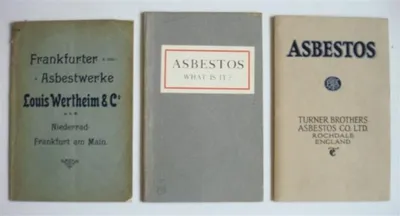 Frankfurter
Asbestwerke
Louis Wertheim & Co
Niederrad
Frankfurt am Main.
ASBESTOS
WHAT IS IT?
ASBESTOS
TURNER BROTHERS
ASBESTOS CO. LTD.
ROCHDALE
ENGLAND